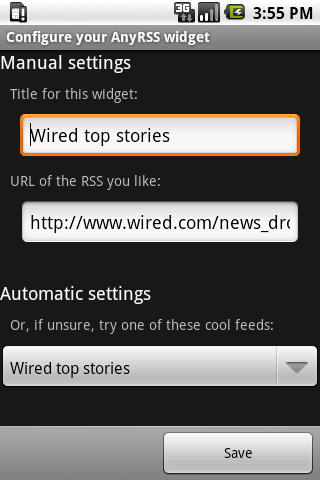 3G 3:55 PM
Configure your AnyRSS widget
Manual settings
Title for this widget:
Wired top stories
URL of the RSS you like:
http://www.wired.com/news_dro
Automatic settings
Or, if unsure, try one of these cool feeds:
Wired top stories
Save